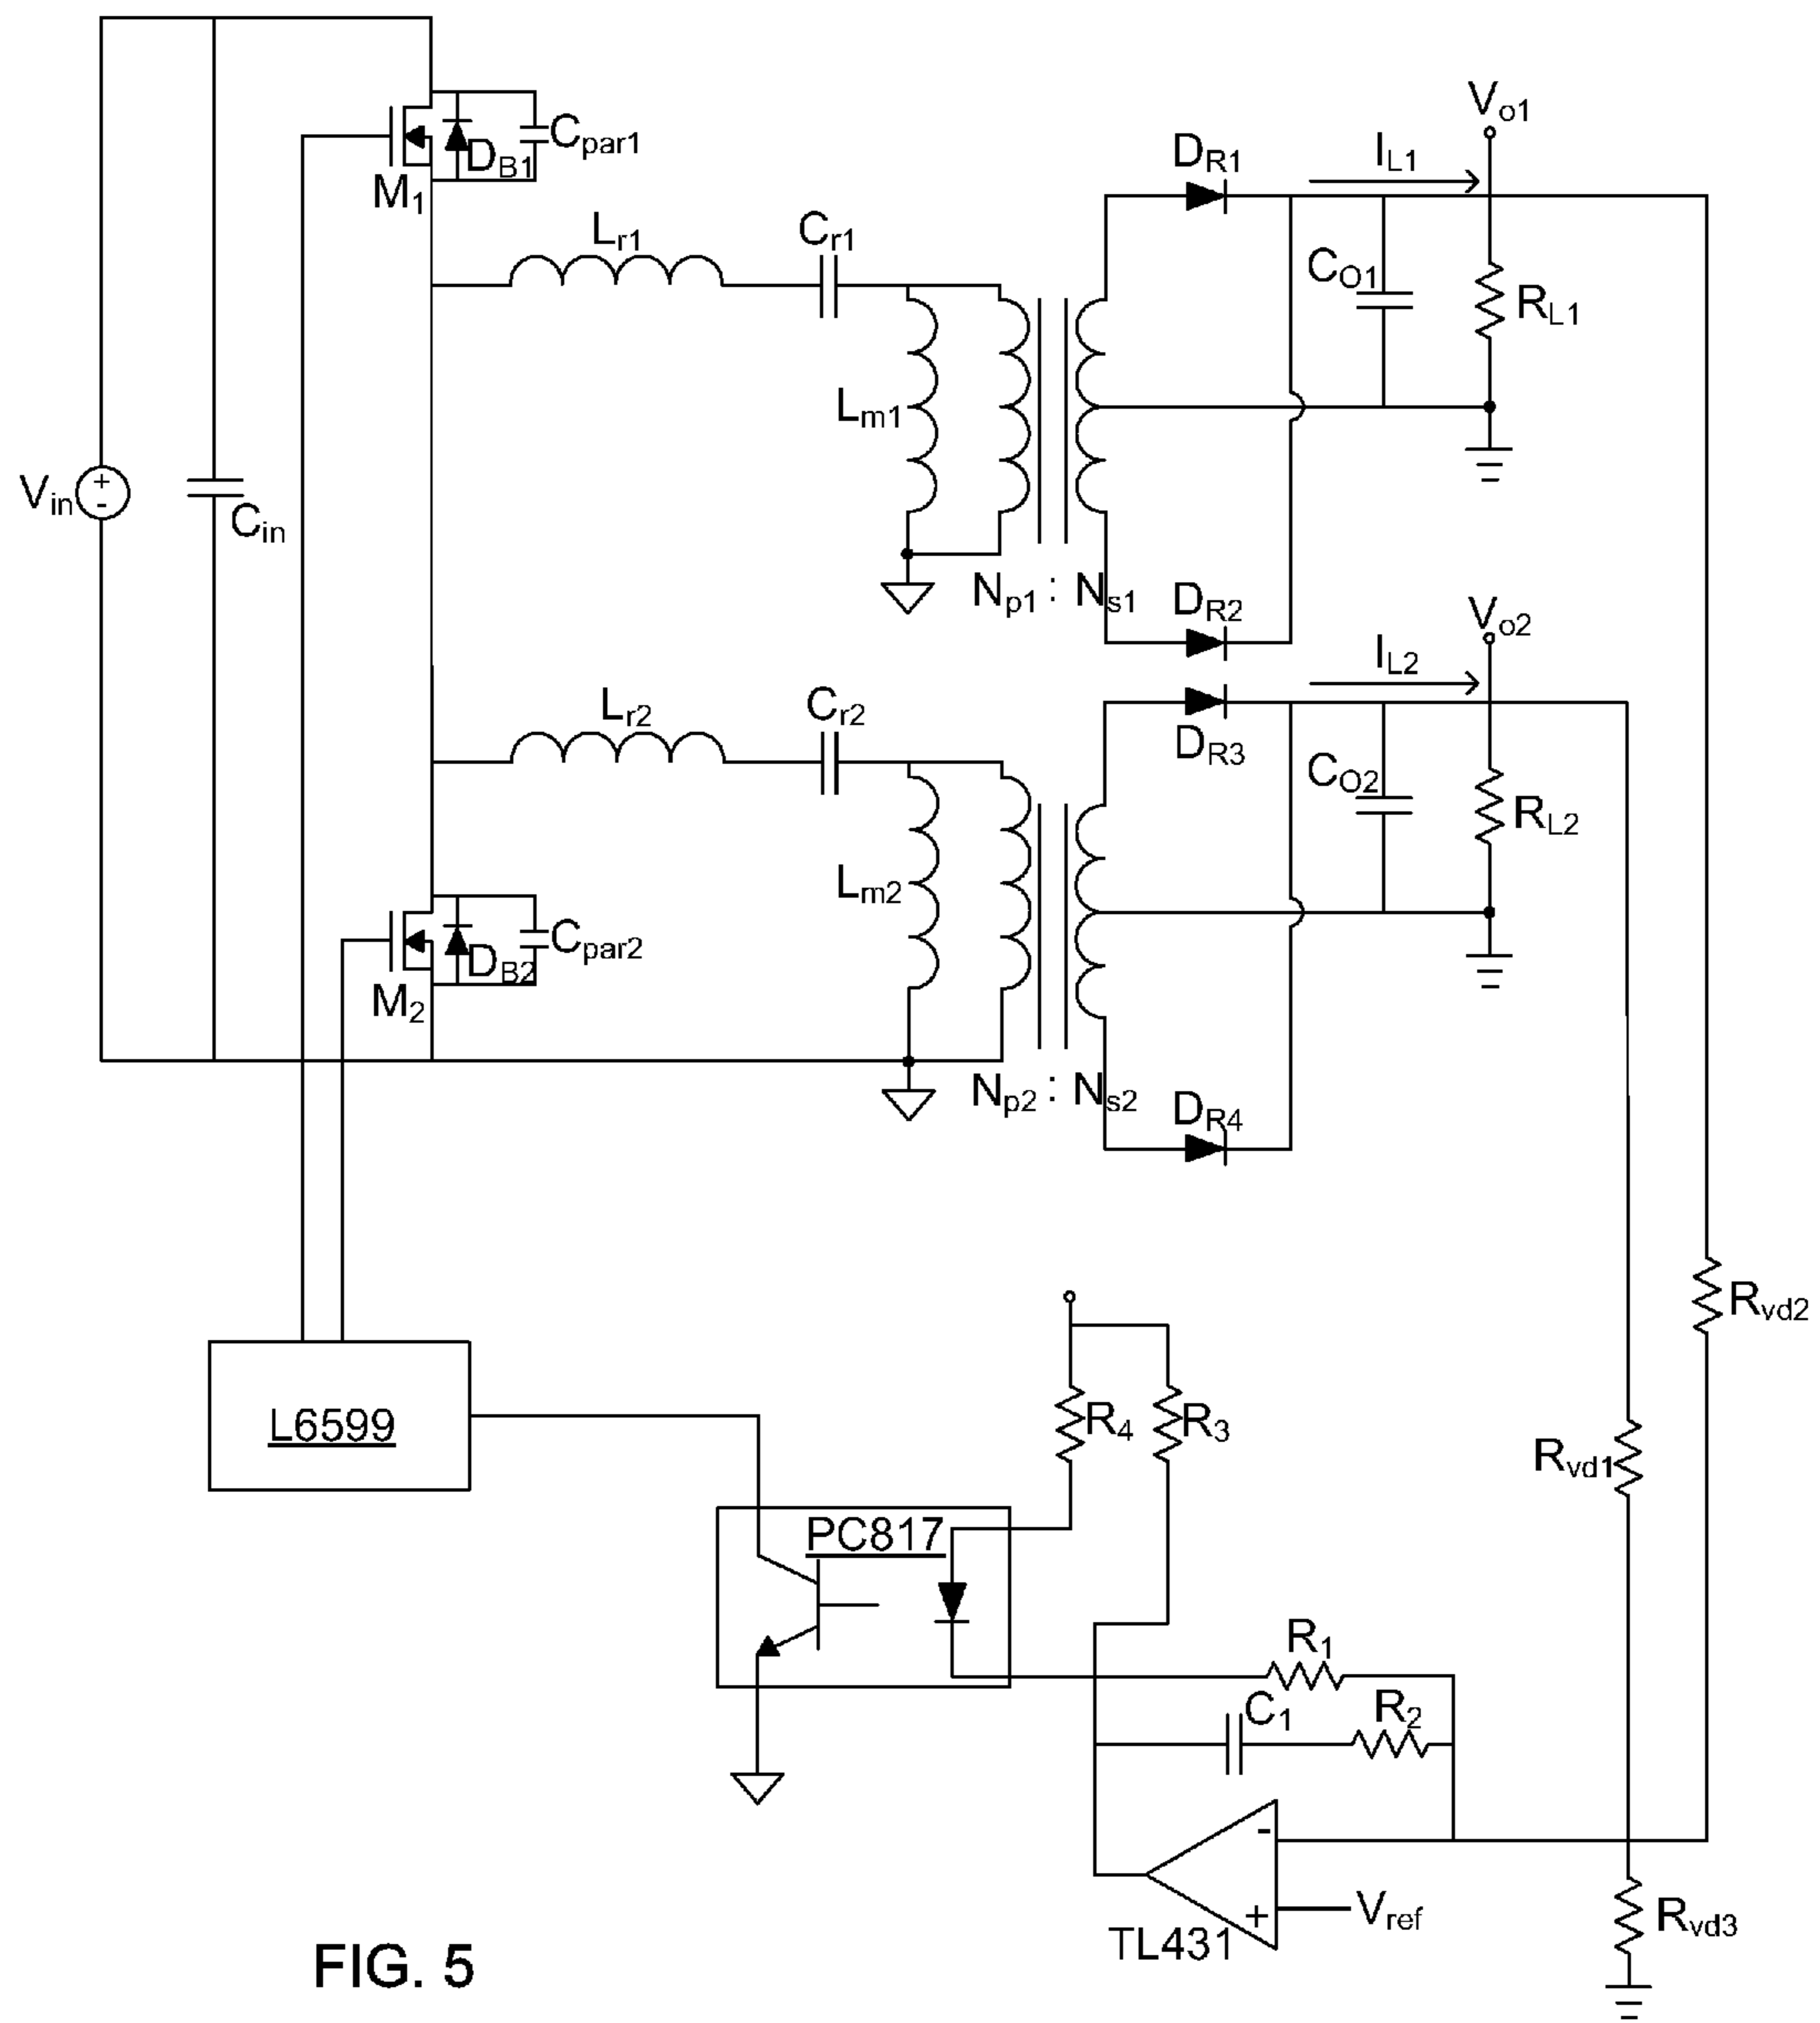 Vo1
Cpar1
DB1
M1
DR1
IL1
Lr1
Cr1
CO1
RL1
Lm1
Vin
+
-
Cin
Np1 : Ns1
DR2
Vo2
IL2
Lr2
Cr2
DR3
CO2
RL2
Lm2
Cpar2
DB2
M2
Np2 : Ns2
DR4
Rvd2
L6599
R4
R3
Rvd1
PC817
R1
C1
R2
-
+
Vref
TL431
Rvd3
FIG. 5